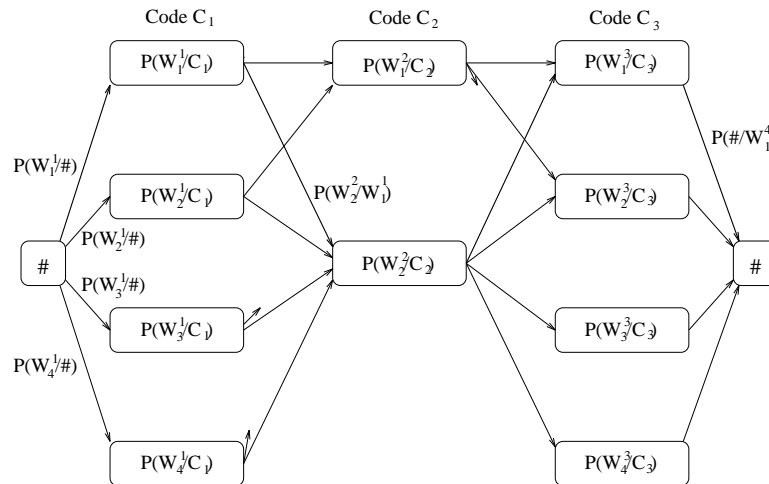 Code C₁ Code C₂ Code C₃
P(W₁¹/C₁) P(W₁²/C₂) P(W₁³/C₃)
P(W₁¹/#) P(#/W₁⁴
P(W₂¹/C₁) P(W₂²/W₁¹) P(W₂³/C₃)
P(W₂¹/#)
# P(W₂²/C₂) #
P(W₃¹/#)
P(W₃¹/C₁) P(W₃³/C₃)
P(W₄¹/#)
P(W₄¹/C₁) P(W₄³/C₃)